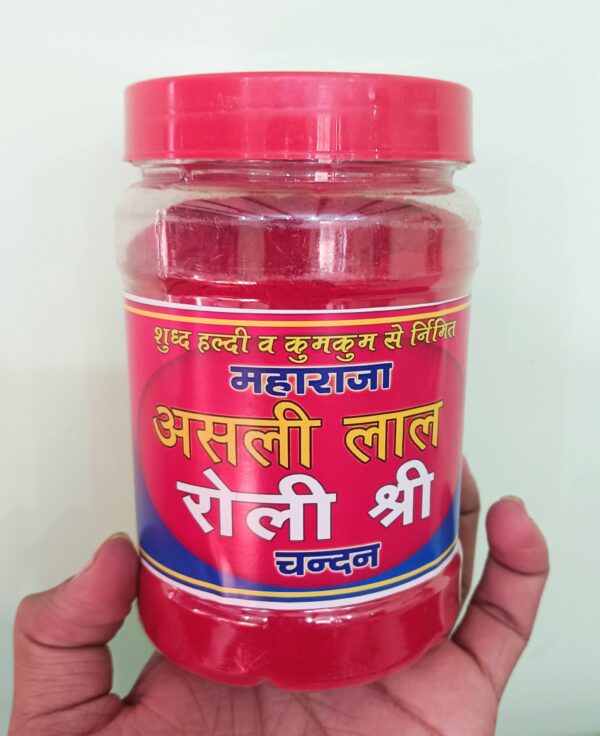 शुध्द हल्दी व कुमकुम से र्निमित
महाराजा
असली लाल
रोली श्री
चन्दन